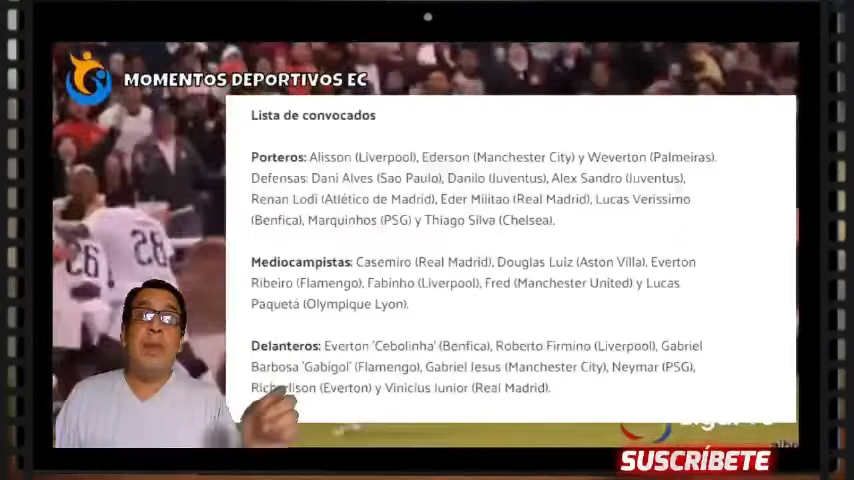 MOMENTOS DEPORTIVOS EC
Lista de convocados
Porteros: Alisson (Liverpool), Ederson (Manchester City) y Weverton (Palmeiras).
Defensas: Dani Alves (Sao Paulo), Danilo (Juventus), Alex Sandro (Juventus),
Renan Lodi (Atlético de Madrid), Eder Militao (Real Madrid), Lucas Verissimo
(Benfica), Marquinhos (PSG) y Thiago Silva (Chelsea).
Mediocampistas: Casemiro (Real Madrid), Douglas Luiz (Aston Villa), Everton
Ribeiro (Flamengo), Fabinho (Liverpool), Fred (Manchester United) y Lucas
Paquetá (Olympique Lyon).
Delanteros: Everton 'Cebolinha' (Benfica), Roberto Firmino (Liverpool), Gabriel
Barbosa 'Gabigol' (Flamengo), Gabriel Jesus (Manchester City), Neymar (PSG),
Richarlison (Everton) y Vinicius Junior (Real Madrid).
26
28
SUSCRÍBETE